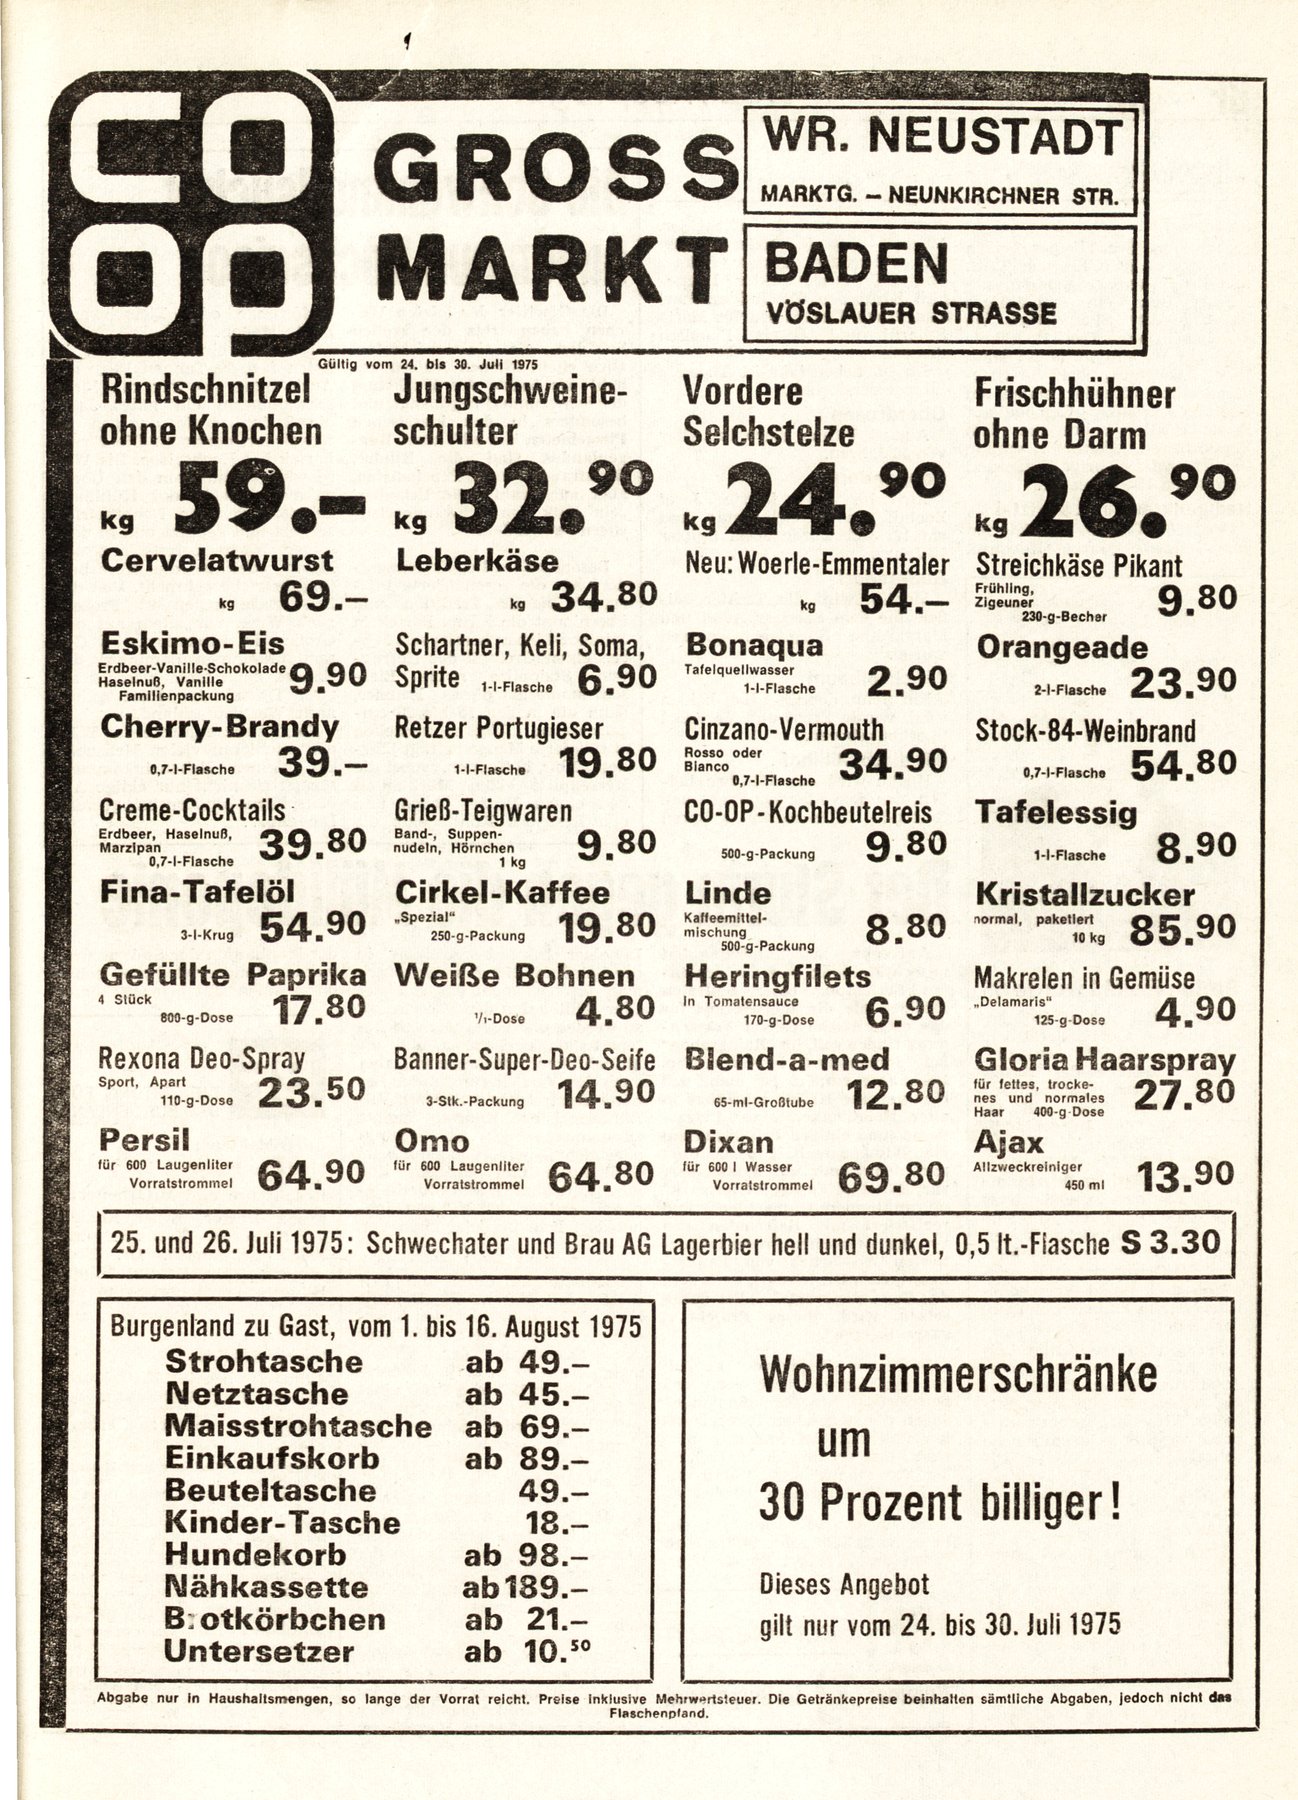 CO
OP
GROSS
MARKT
WR. NEUSTADT
MARKTG. – NEUNKIRCHNER STR.
BADEN
VÖSLAUER STRASSE
Gültig vom 24. bis 30. Juli 1975
Rindschnitzel
ohne Knochen
kg 59.–
Jungschweine-
schulter
kg 32.90
Vordere
Selchstelze
kg 24.90
Frischhühner
ohne Darm
kg 26.90
Cervelatwurst
kg 69.–
Leberkäse
kg 34.80
Neu: Woerle-Emmentaler
kg 54.–
Streichkäse Pikant
Frühling,
Zigeuner
230-g-Becher 9.80
Eskimo-Eis
Erdbeer-Vanille-Schokolade
Haselnuß, Vanille
Familienpackung 9.90
Schartner, Keli, Soma,
Sprite 1-l-Flasche 6.90
Bonaqua
Tafelquellwasser
1-l-Flasche 2.90
Orangeade
2-l-Flasche 23.90
Cherry-Brandy
0,7-l-Flasche 39.–
Retzer Portugieser
1-l-Flasche 19.80
Cinzano-Vermouth
Rosso oder
Bianco
0,7-l-Flasche 34.90
Stock-84-Weinbrand
0,7-l-Flasche 54.80
Creme-Cocktails
Erdbeer, Haselnuß,
Marzipan
0,7-l-Flasche 39.80
Grieß-Teigwaren
Band-, Suppen-
nudeln, Hörnchen
1 kg 9.80
CO-OP-Kochbeutelreis
500-g-Packung 9.80
Tafelessig
1-l-Flasche 8.90
Fina-Tafelöl
3-l-Krug 54.90
Cirkel-Kaffee
„Spezial“
250-g-Packung 19.80
Linde
Kaffeemittel-
mischung
500-g-Packung 8.80
Kristallzucker
normal, paketiert
10 kg 85.90
Gefüllte Paprika
4 Stück
800-g-Dose 17.80
Weiße Bohnen
1/1-Dose 4.80
Heringfilets
in Tomatensauce
170-g-Dose 6.90
Makrelen in Gemüse
„Delamaris“
125-g-Dose 4.90
Rexona Deo-Spray
Sport, Apart
110-g-Dose 23.50
Banner-Super-Deo-Seife
3-Stk.-Packung 14.90
Blend-a-med
65-ml-Großtube 12.80
Gloria Haarspray
für fettes, trocke-
nes und normales
Haar 400-g-Dose 27.80
Persil
für 600 Laugenliter
Vorratstrommel 64.90
Omo
für 600 Laugenliter
Vorratstrommel 64.80
Dixan
für 600 l Wasser
Vorratstrommel 69.80
Ajax
Allzweckreiniger
450 ml 13.90
25. und 26. Juli 1975: Schwechater und Brau AG Lagerbier hell und dunkel, 0,5 lt.-Flasche S 3.30
Burgenland zu Gast, vom 1. bis 16. August 1975
Strohtasche ab 49.–
Netztasche ab 45.–
Maisstrohtasche ab 69.–
Einkaufskorb ab 89.–
Beuteltasche 49.–
Kinder-Tasche 18.–
Hundekorb ab 98.–
Nähkassette ab 189.–
Brotkörbchen ab 21.–
Untersetzer ab 10.50
Wohnzimmerschränke
um
30 Prozent billiger!
Dieses Angebot
gilt nur vom 24. bis 30. Juli 1975
Abgabe nur in Haushaltsmengen, so lange der Vorrat reicht. Preise inklusive Mehrwertsteuer. Die Getränkepreise beinhalten sämtliche Abgaben, jedoch nicht das
Flaschenpfand.